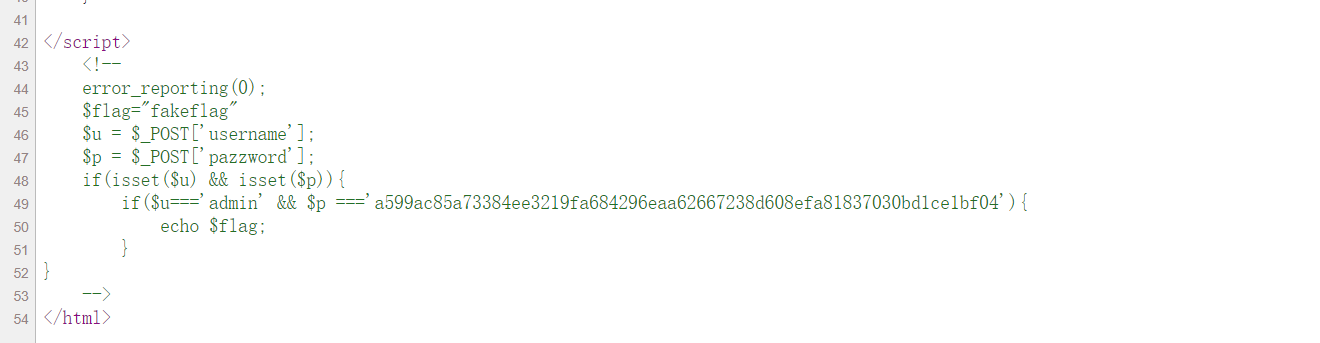 41
42 </script>
43 <!--
44 error_reporting(0);
45 $flag="fakeflag"
46 $u = $_POST['username'];
47 $p = $_POST['pazzword'];
48 if(isset($u) && isset($p)){
49 if($u==='admin' && $p ==='a599ac85a73384ee3219fa684296eaa62667238d608efa81837030bd1ce1bf04'){
50 echo $flag;
51 }
52 }
53 -->
54 </html>